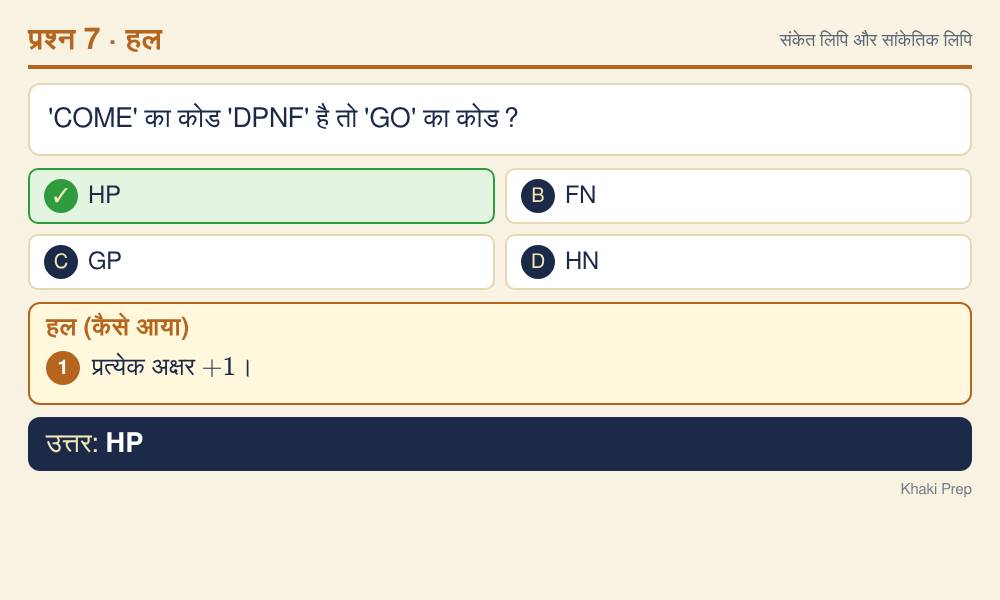 प्रश्न 7 · हल
संकेत लिपि और सांकेतिक लिपि
'COME' का कोड 'DPNF' है तो 'GO' का कोड ?
✓ HP
B FN
C GP
D HN
हल (कैसे आया)
1 प्रत्येक अक्षर +1।
उत्तर: HP
Khaki Prep